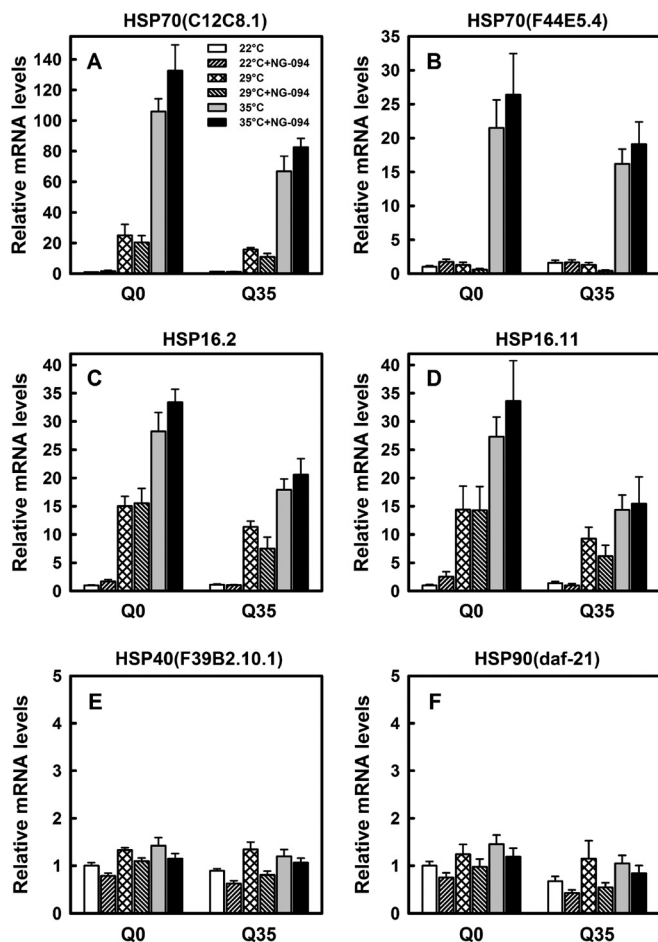 HSP70(C12C8.1)
A
Relative mRNA levels
140
120
100
80
60
40
20
0
22°C
22°C+NG-094
29°C
29°C+NG-094
35°C
35°C+NG-094
Q0
Q35
HSP70(F44E5.4)
B
Relative mRNA levels
35
30
25
20
15
10
5
0
Q0
Q35
HSP16.2
C
Relative mRNA levels
40
35
30
25
20
15
10
5
0
Q0
Q35
HSP16.11
D
Relative mRNA levels
40
35
30
25
20
15
10
5
0
Q0
Q35
HSP40(F39B2.10.1)
E
Relative mRNA levels
5
4
3
2
1
0
Q0
Q35
HSP90(daf-21)
F
Relative mRNA levels
5
4
3
2
1
0
Q0
Q35